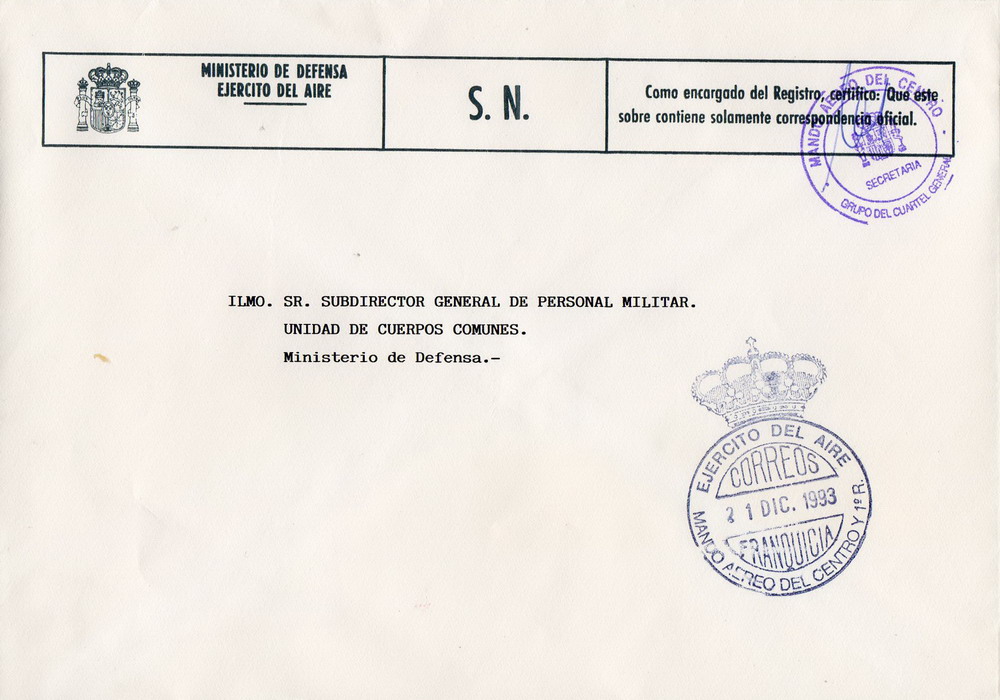 MINISTERIO DE DEFENSA
EJERCITO DEL AIRE
S. N.
Como encargado del Registro, certifico: Que este
sobre contiene solamente correspondencia oficial.
MANDO AEREO DEL CENTRO
SECRETARIA
GRUPO DEL CUARTEL GENERAL
ILMO. SR. SUBDIRECTOR GENERAL DE PERSONAL MILITAR.
UNIDAD DE CUERPOS COMUNES.
Ministerio de Defensa.-
EJERCITO DEL AIRE
CORREOS
21 DIC. 1993
FRANQUICIA
MANDO AEREO DEL CENTRO Y 1ª R.